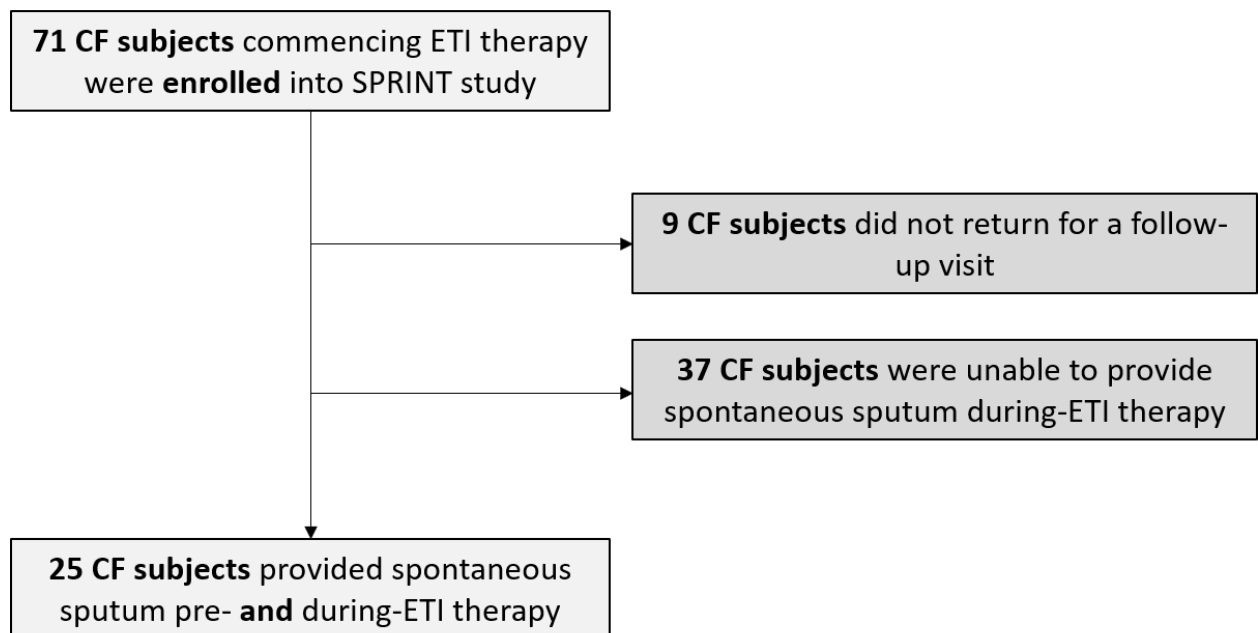 71 CF subjects commencing ETI therapy
were enrolled into SPRINT study
9 CF subjects did not return for a follow-
up visit
37 CF subjects were unable to provide
spontaneous sputum during-ETI therapy
25 CF subjects provided spontaneous
sputum pre- and during-ETI therapy